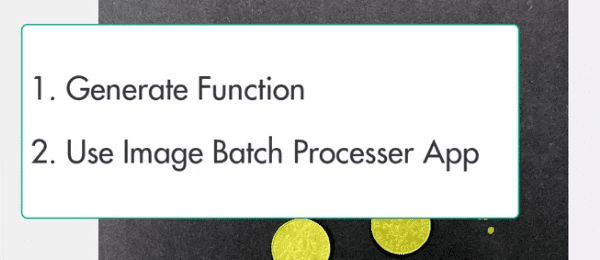 1. Generate Function
2. Use Image Batch Processer App